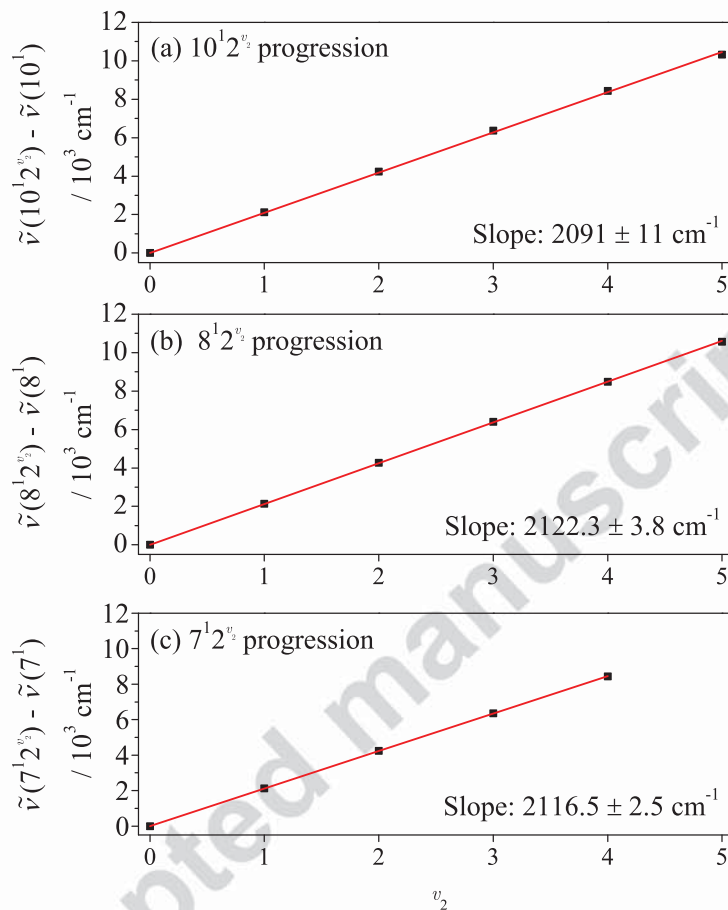 (a) 10¹2^v₂ progression
ν̃(10¹2^v₂) - ν̃(10¹)
/ 10³ cm⁻¹
12
10
8
6
4
2
0
Slope: 2091 ± 11 cm⁻¹
0 1 2 3 4 5
(b) 8¹2^v₂ progression
ν̃(8¹2^v₂) - ν̃(8¹)
/ 10³ cm⁻¹
12
10
8
6
4
2
0
Slope: 2122.3 ± 3.8 cm⁻¹
0 1 2 3 4 5
(c) 7¹2^v₂ progression
ν̃(7¹2^v₂) - ν̃(7¹)
/ 10³ cm⁻¹
12
10
8
6
4
2
0
Slope: 2116.5 ± 2.5 cm⁻¹
0 1 2 3 4 5
v₂
pted manuscrip